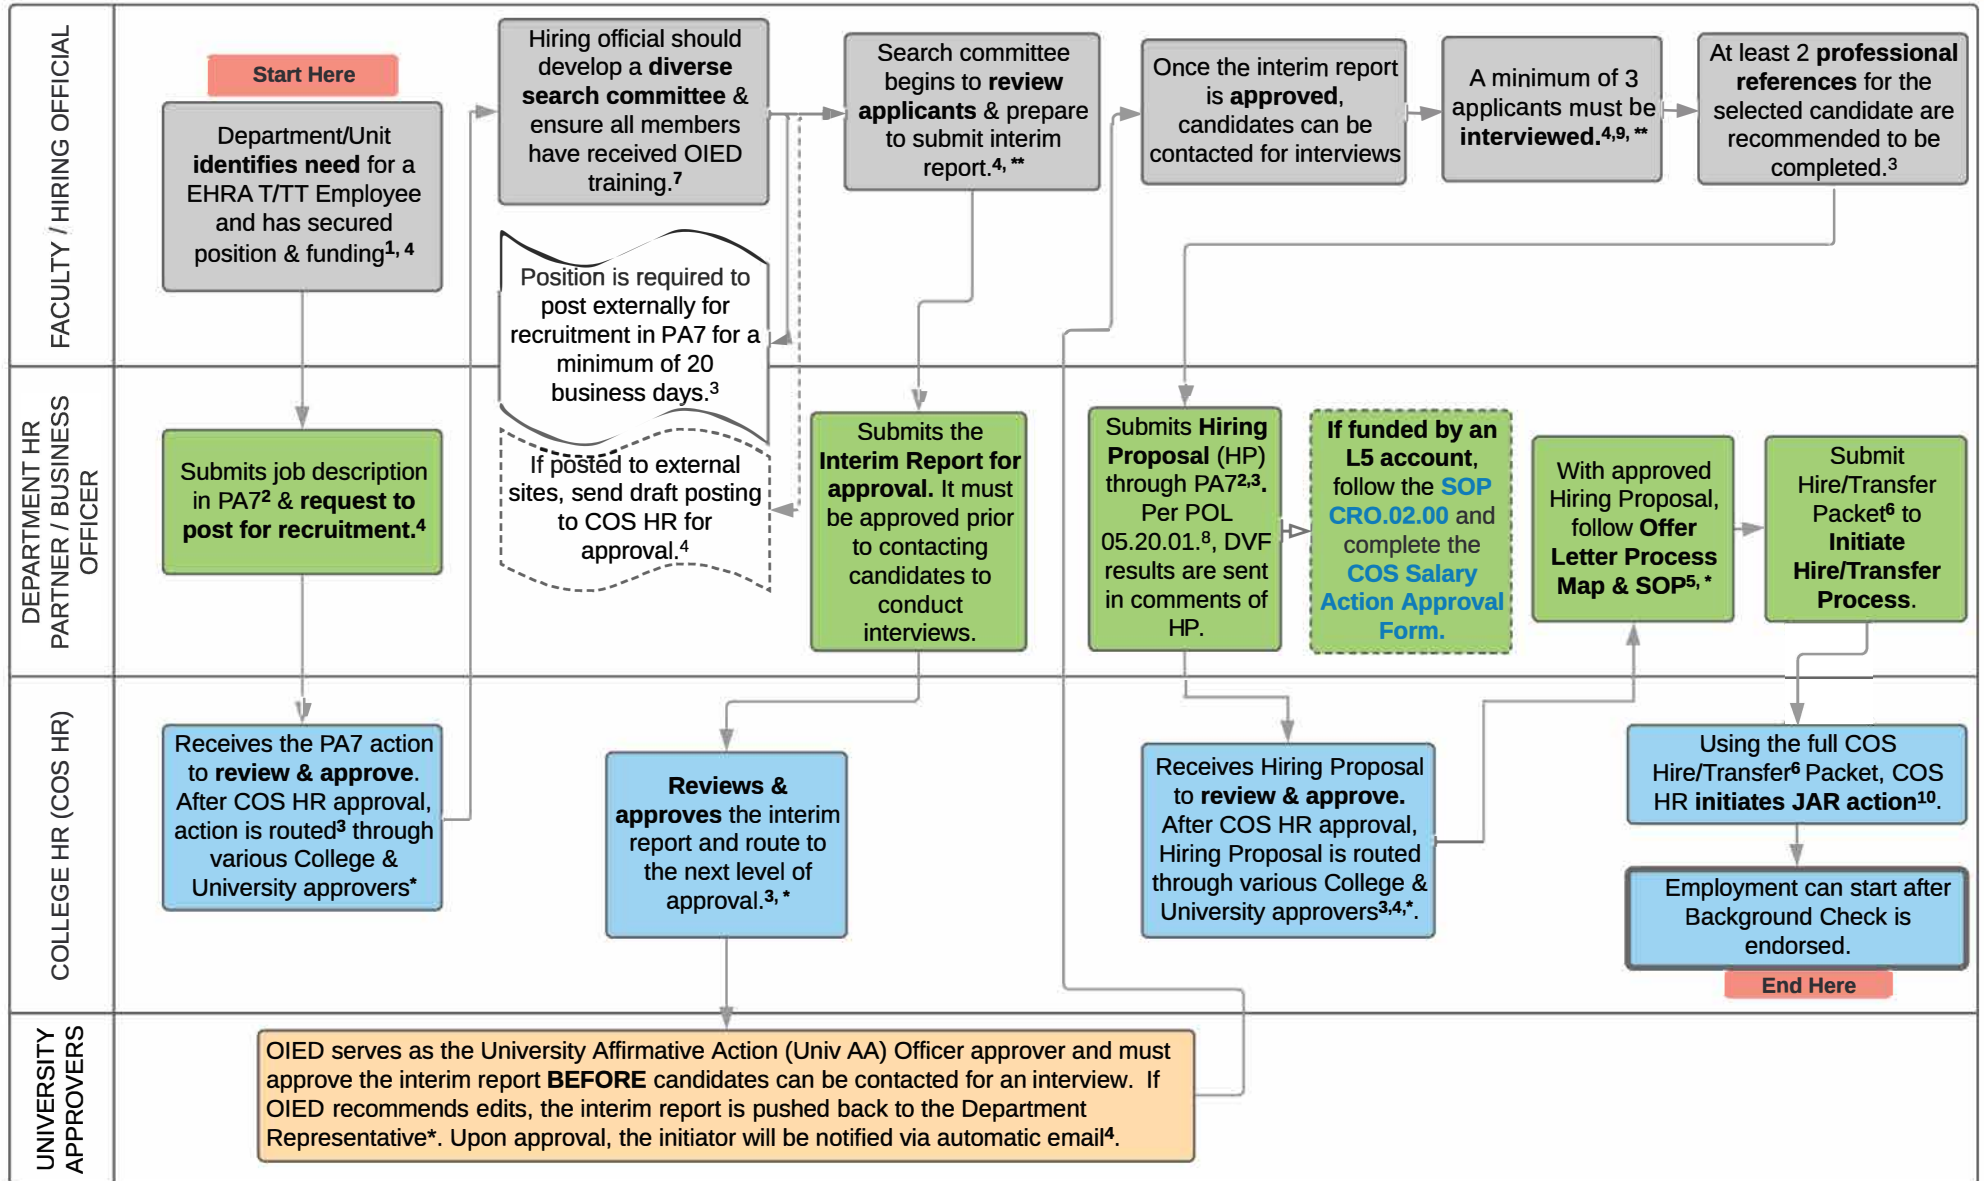 FACULTY / HIRING OFFICIAL
Start Here
Department/Unit
identifies need for a
EHRA T/TT Employee
and has secured
position & funding1, 4
Hiring official should
develop a diverse
search committee &
ensure all members
have received OIED
training.7
Position is required to
post externally for
recruitment in PA7 for a
minimum of 20
business days.3
Search committee
begins to review
applicants & prepare
to submit interim
report.4, **
Once the interim report
is approved,
candidates can be
contacted for interviews
A minimum of 3
applicants must be
interviewed.4,9, **
At least 2 professional
references for the
selected candidate are
recommended to be
completed.3
DEPARTMENT HR
PARTNER / BUSINESS
OFFICER
Submits job description
in PA72 & request to
post for recruitment.4
If posted to external
sites, send draft posting
to COS HR for
approval.4
Submits the
Interim Report for
approval. It must
be approved prior
to contacting
candidates to
conduct
interviews.
Submits Hiring
Proposal (HP)
through PA72,3.
Per POL
05.20.01.8, DVF
results are sent
in comments of
HP.
If funded by an
L5 account,
follow the SOP
CRO.02.00 and
complete the
COS Salary
Action Approval
Form.
With approved
Hiring Proposal,
follow Offer
Letter Process
Map & SOP5, *
Submit
Hire/Transfer
Packet6 to
Initiate
Hire/Transfer
Process.
COLLEGE HR (COS HR)
Receives the PA7 action
to review & approve.
After COS HR approval,
action is routed3 through
various College &
University approvers*
Reviews &
approves the interim
report and route to
the next level of
approval.3, *
Receives Hiring Proposal
to review & approve.
After COS HR approval,
Hiring Proposal is routed
through various College &
University approvers3,4,*.
Using the full COS
Hire/Transfer6 Packet, COS
HR initiates JAR action10.
Employment can start after
Background Check is
endorsed.
End Here
UNIVERSITY
APPROVERS
OIED serves as the University Affirmative Action (Univ AA) Officer approver and must
approve the interim report BEFORE candidates can be contacted for an interview. If
OIED recommends edits, the interim report is pushed back to the Department
Representative*. Upon approval, the initiator will be notified via automatic email4.